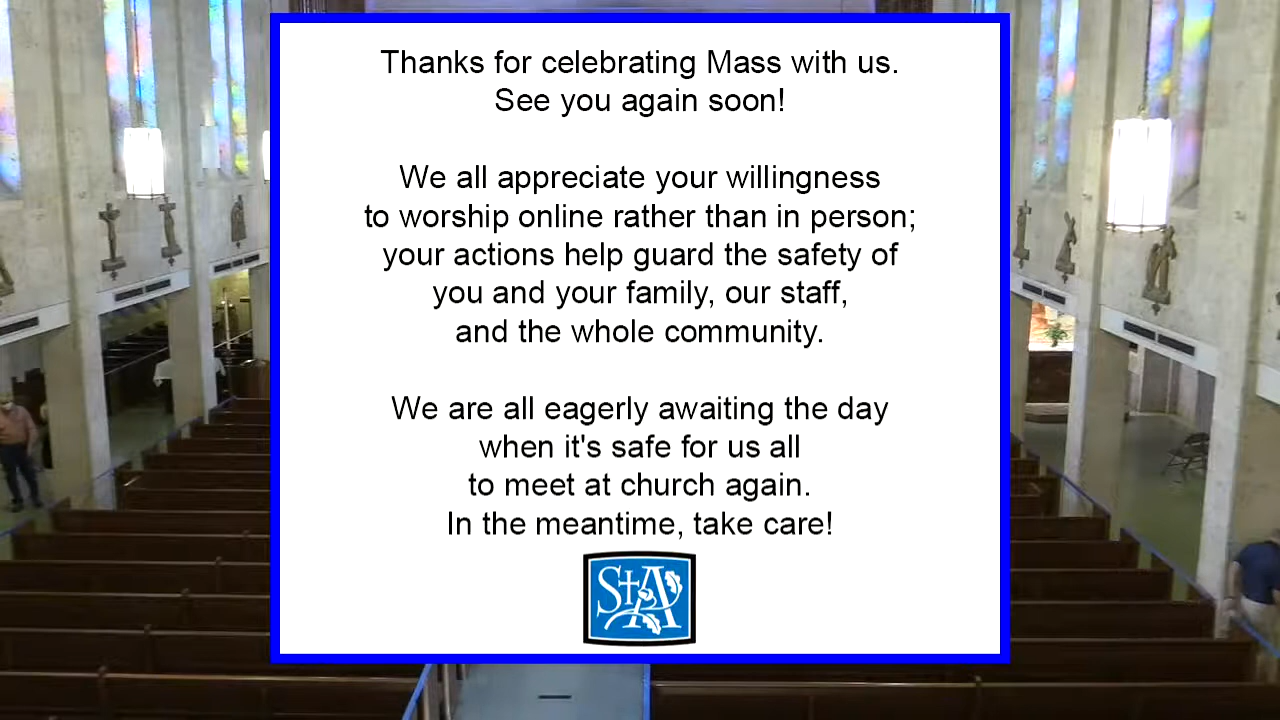 Thanks for celebrating Mass with us.
See you again soon!
We all appreciate your willingness
to worship online rather than in person;
your actions help guard the safety of
you and your family, our staff,
and the whole community.
We are all eagerly awaiting the day
when it's safe for us all
to meet at church again.
In the meantime, take care!
StA